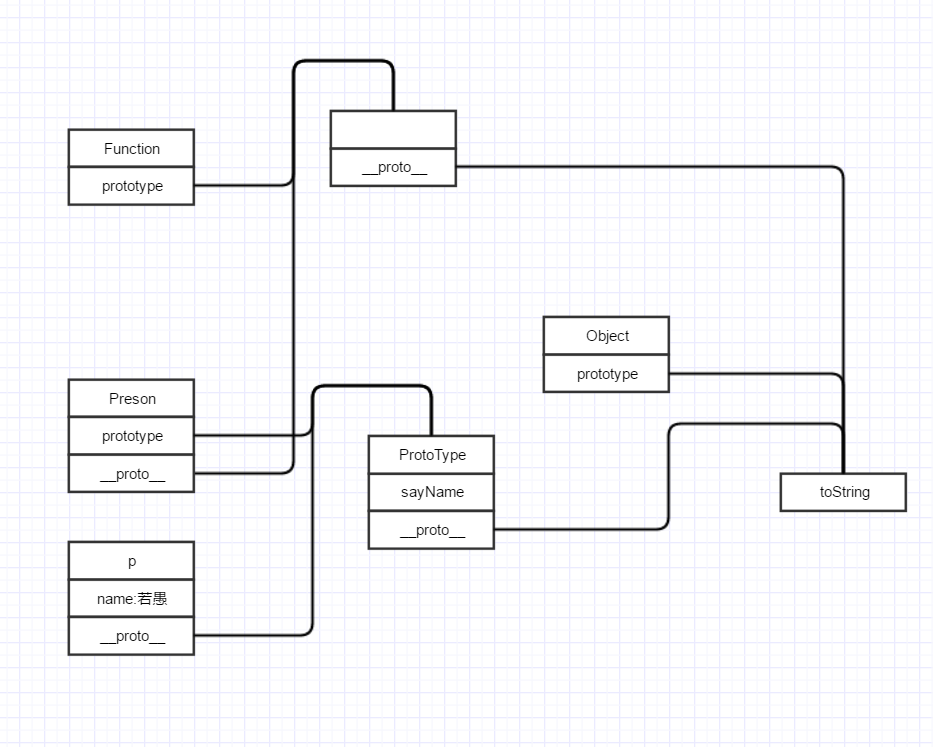 Function
prototype
__proto__
Object
prototype
Preson
prototype
__proto__
ProtoType
sayName
__proto__
toString
p
name:若愚
__proto__